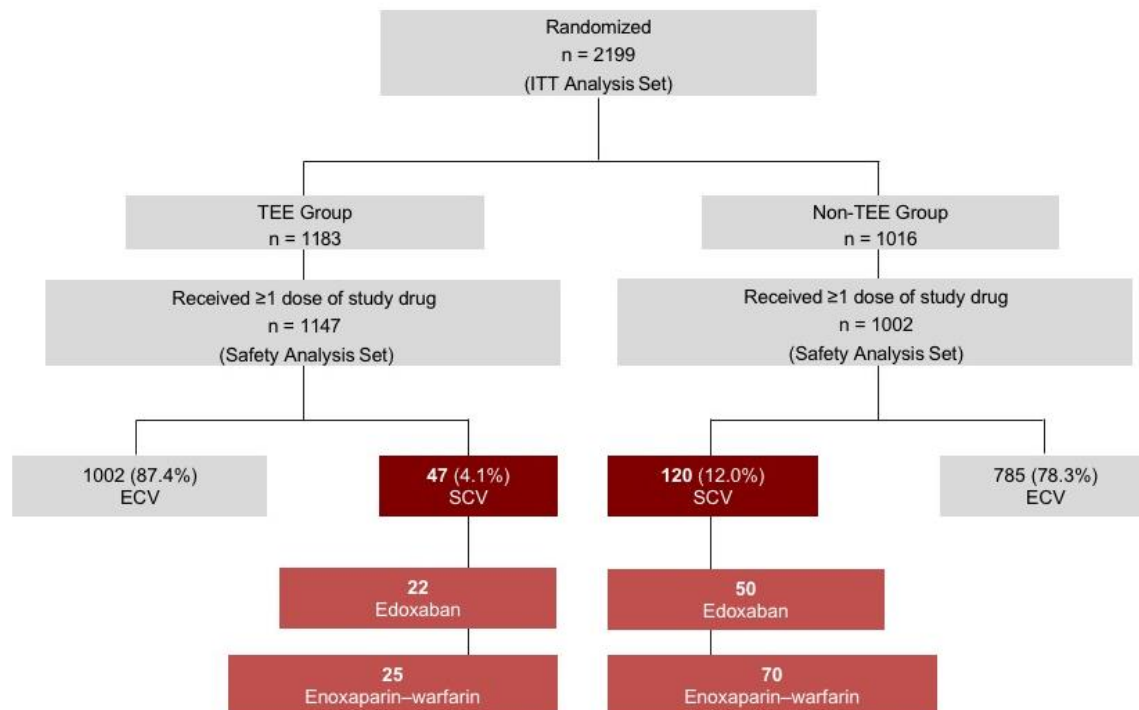 Randomized
n = 2199
(ITT Analysis Set)
TEE Group
n = 1183
Non-TEE Group
n = 1016
Received ≥1 dose of study drug
n = 1147
(Safety Analysis Set)
Received ≥1 dose of study drug
n = 1002
(Safety Analysis Set)
1002 (87.4%)
ECV
47 (4.1%)
SCV
120 (12.0%)
SCV
785 (78.3%)
ECV
22
Edoxaban
50
Edoxaban
25
Enoxaparin–warfarin
70
Enoxaparin–warfarin